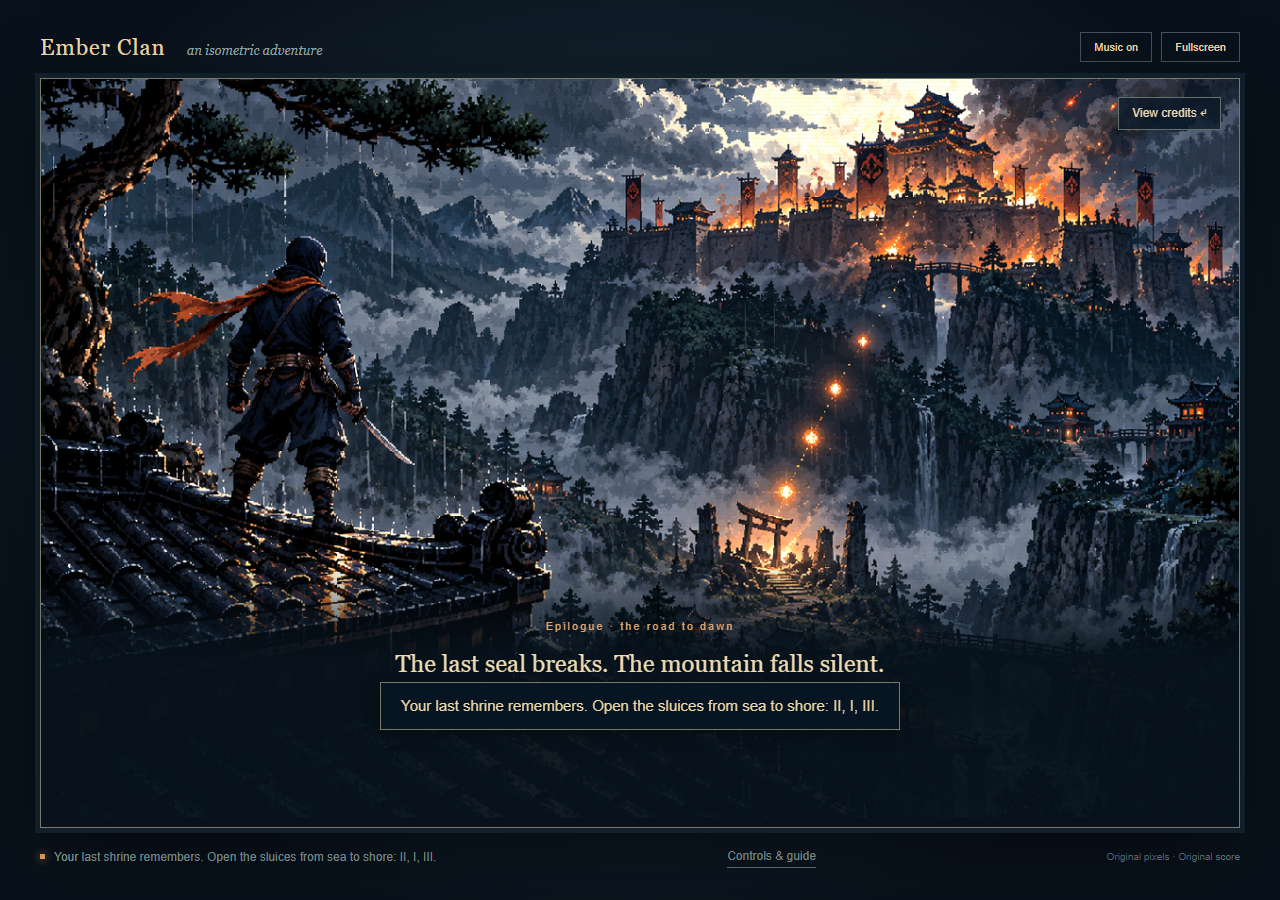 Ember Clan
an isometric adventure
Music on
Fullscreen
View credits ↲
Epilogue · the road to dawn
The last seal breaks. The mountain falls silent.
Your last shrine remembers. Open the sluices from sea to shore: II, I, III.
Your last shrine remembers. Open the sluices from sea to shore: II, I, III.
Controls & guide
Original pixels · Original score